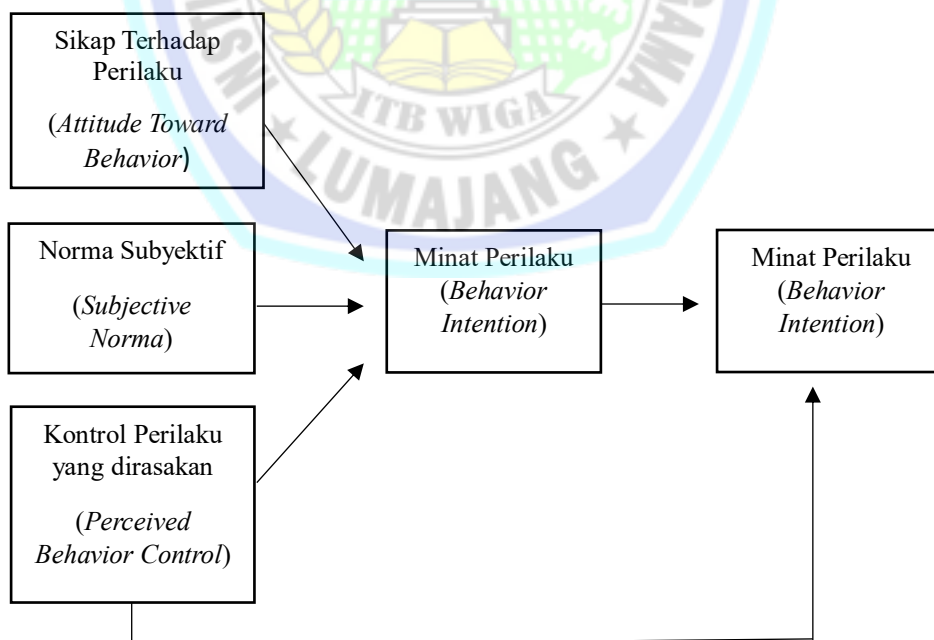 Sikap Terhadap
Perilaku
(Attitude Toward
Behavior)
ITB WIGA
LUMAJANG
Norma Subyektif
(Subjective
Norma)
Minat Perilaku
(Behavior
Intention)
Minat Perilaku
(Behavior
Intention)
Kontrol Perilaku
yang dirasakan
(Perceived
Behavior Control)